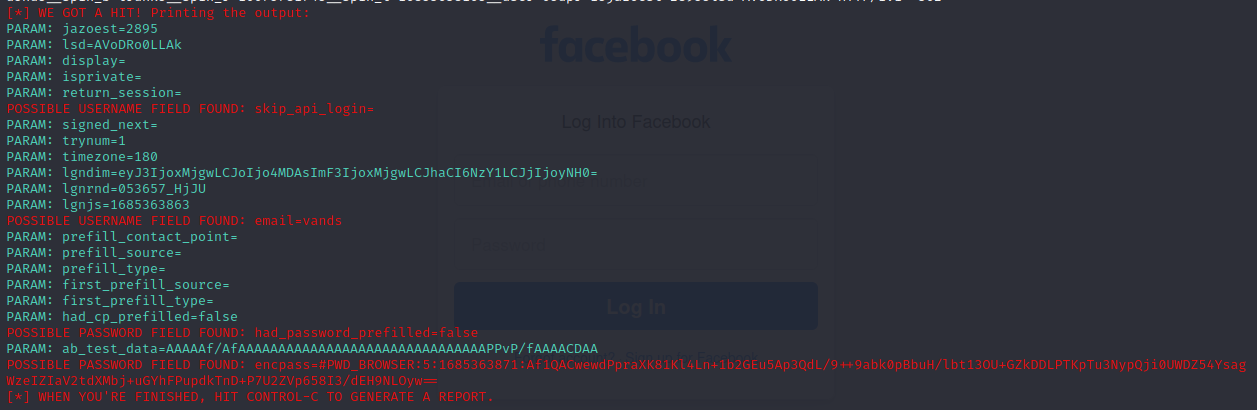 [*] WE GOT A HIT! Printing the output:
PARAM: jazoest=2895
PARAM: lsd=AVoDRo0LLAk
PARAM: display=
PARAM: isprivate=
PARAM: return_session=
POSSIBLE USERNAME FIELD FOUND: skip_api_login=
PARAM: signed_next=
PARAM: trynum=1
PARAM: timezone=180
PARAM: lgndim=eyJ3IjoxMjgwLCJoIjo4MDAsImF3IjoxMjgwLCJhaCI6NzY1LCJjIjoyNH0=
PARAM: lgnrnd=053657_HjJU
PARAM: lgnjs=1685363863
POSSIBLE USERNAME FIELD FOUND: email=vands
PARAM: prefill_contact_point=
PARAM: prefill_source=
PARAM: prefill_type=
PARAM: first_prefill_source=
PARAM: first_prefill_type=
PARAM: had_cp_prefilled=false
POSSIBLE PASSWORD FIELD FOUND: had_password_prefilled=false
PARAM: ab_test_data=AAAAAf/AfAAAAAAAAAAAAAAAAAAAAAAAAAAAAAAAPPvP/fAAAACDAA
POSSIBLE PASSWORD FIELD FOUND: encpass=#PWD_BROWSER:5:1685363871:Af1QACwewdPpraXK81Kl4Ln+1b2GEu5Ap3QdL/9++9abk0pBbuH/lbt13OU+GZkDDLPTKpTu3NypQji0UWDZ54Ysag
WzeIZIaV2tdXMbj+uGYhFPupdkTnD+P7U2ZVp658I3/dEH9NLOyw==
[*] WHEN YOU'RE FINISHED, HIT CONTROL-C TO GENERATE A REPORT.
facebook
Log Into Facebook
Log In